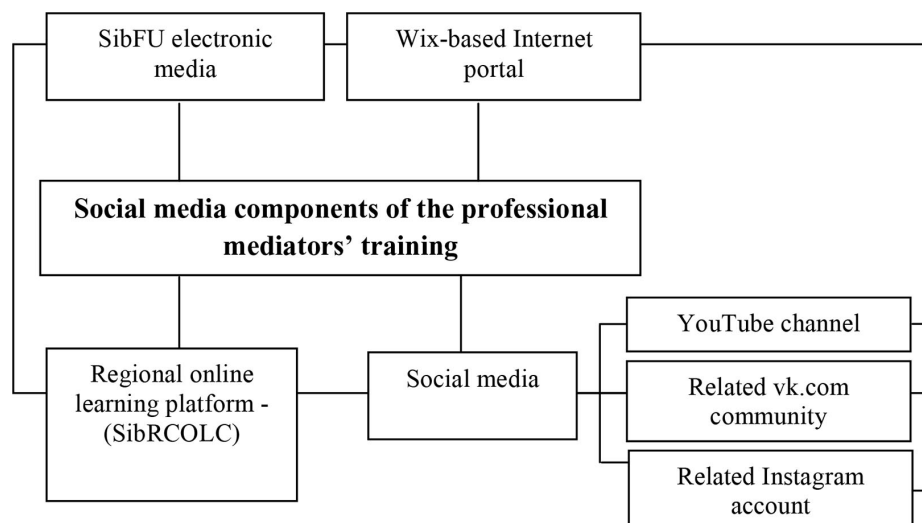 SibFU electronic
media
Wix-based Internet
portal
Social media components of the professional
mediators’ training
Regional online
learning platform -
(SibRCOLC)
Social media
YouTube channel
Related vk.com
community
Related Instagram
account